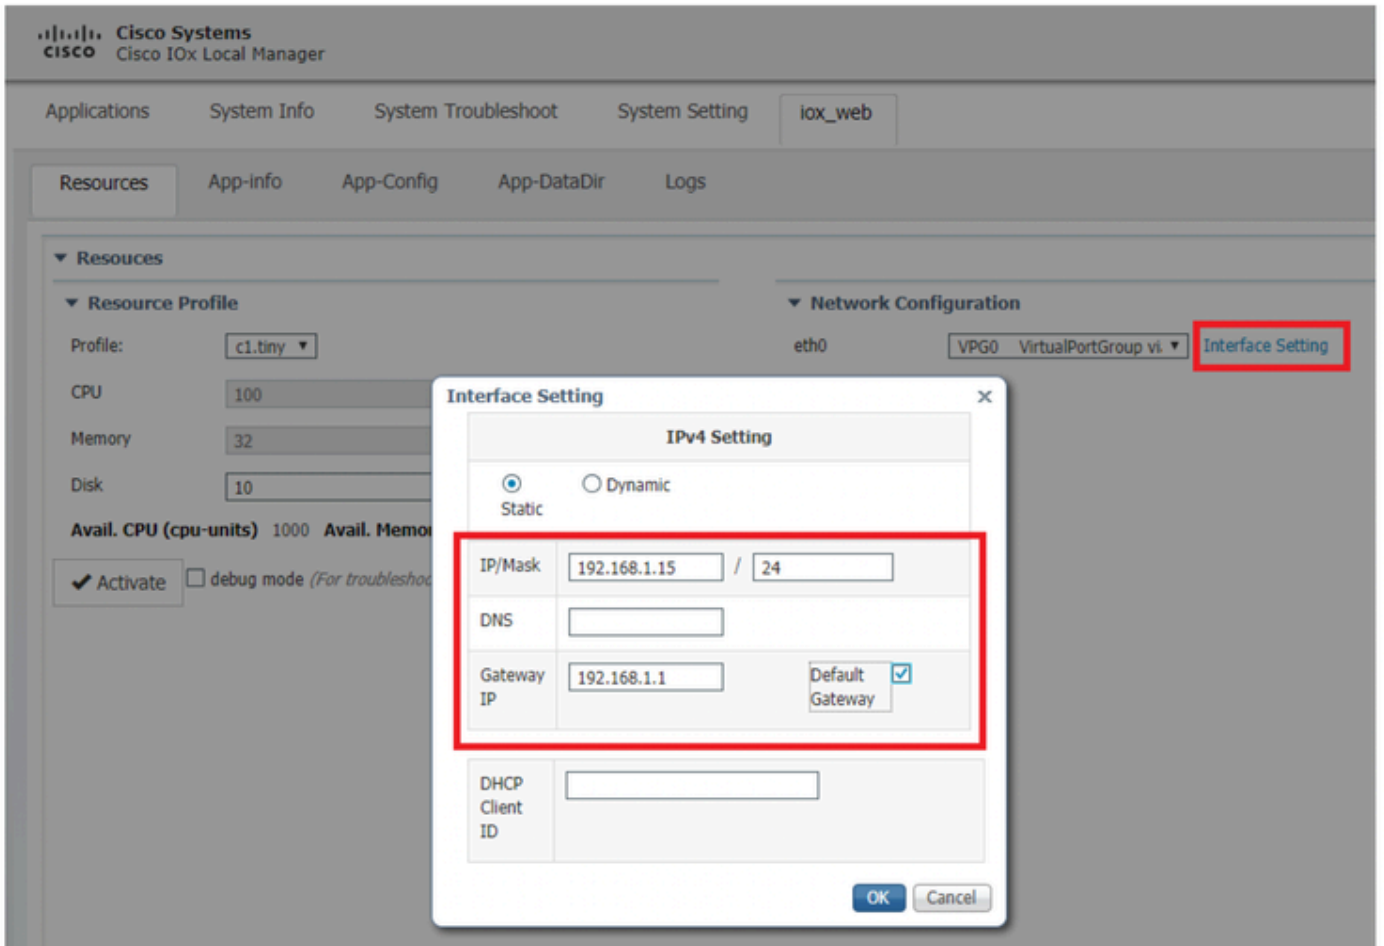 Cisco Systems
CISCO Cisco IOx Local Manager
Applications System Info System Troubleshoot System Setting iox_web
Resources App-info App-Config App-DataDir Logs
▼ Resouces
▼ Resource Profile ▼ Network Configuration
Profile: c1.tiny ▼ eth0 VPG0 VirtualPortGroup vi. ▼ Interface Setting
CPU 100
Memory 32
Disk 10
Avail. CPU (cpu-units) 1000 Avail. Memor
✔ Activate debug mode (For troubleshoo
Interface Setting ×
IPv4 Setting
Static Dynamic
IP/Mask 192.168.1.15 / 24
DNS
Gateway IP 192.168.1.1 Default Gateway
DHCP Client ID
OK Cancel